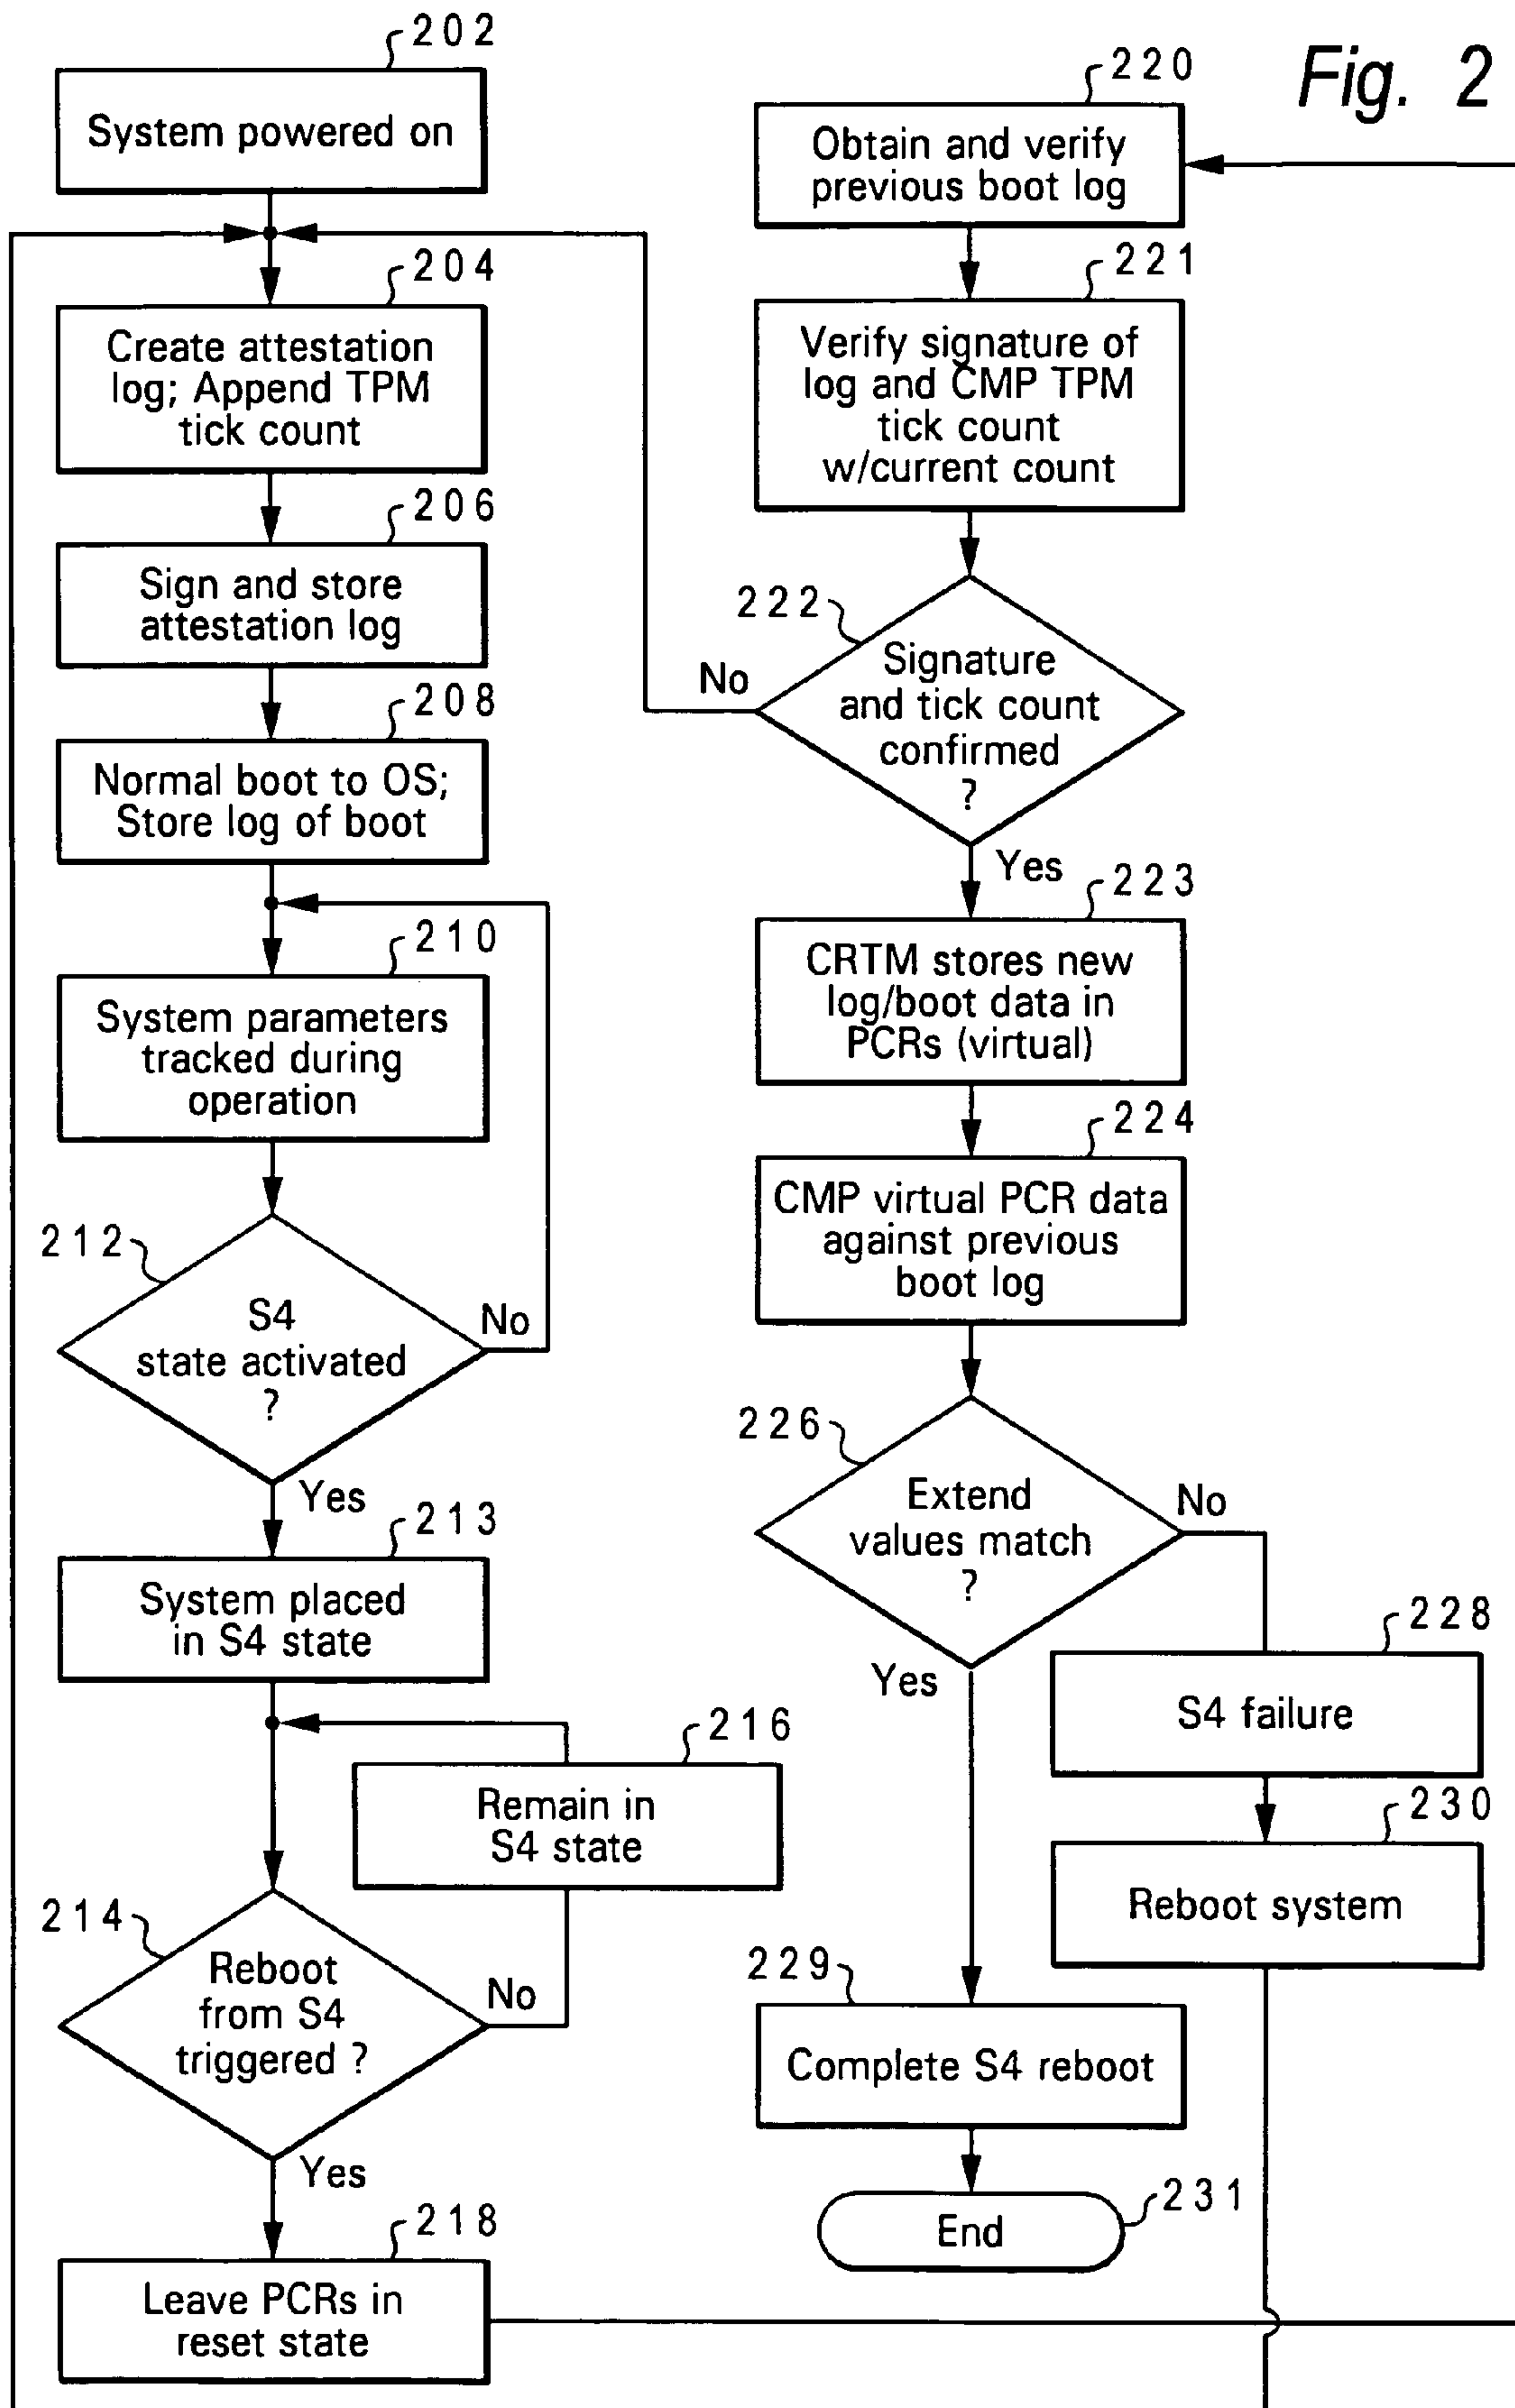 Fig. 2
202
System powered on
204
Create attestation
log; Append TPM
tick count
206
Sign and store
attestation log
208
Normal boot to OS;
Store log of boot
210
System parameters
tracked during
operation
212
S4
state activated
?
No
Yes
213
System placed
in S4 state
216
Remain in
S4 state
214
Reboot
from S4
triggered ?
No
Yes
218
Leave PCRs in
reset state
220
Obtain and verify
previous boot log
221
Verify signature of
log and CMP TPM
tick count
w/current count
222
Signature
and tick count
confirmed
?
No
Yes
223
CRTM stores new
log/boot data in
PCRs (virtual)
224
CMP virtual PCR data
against previous
boot log
226
Extend
values match
?
No
Yes
228
S4 failure
230
Reboot system
229
Complete S4 reboot
231
End